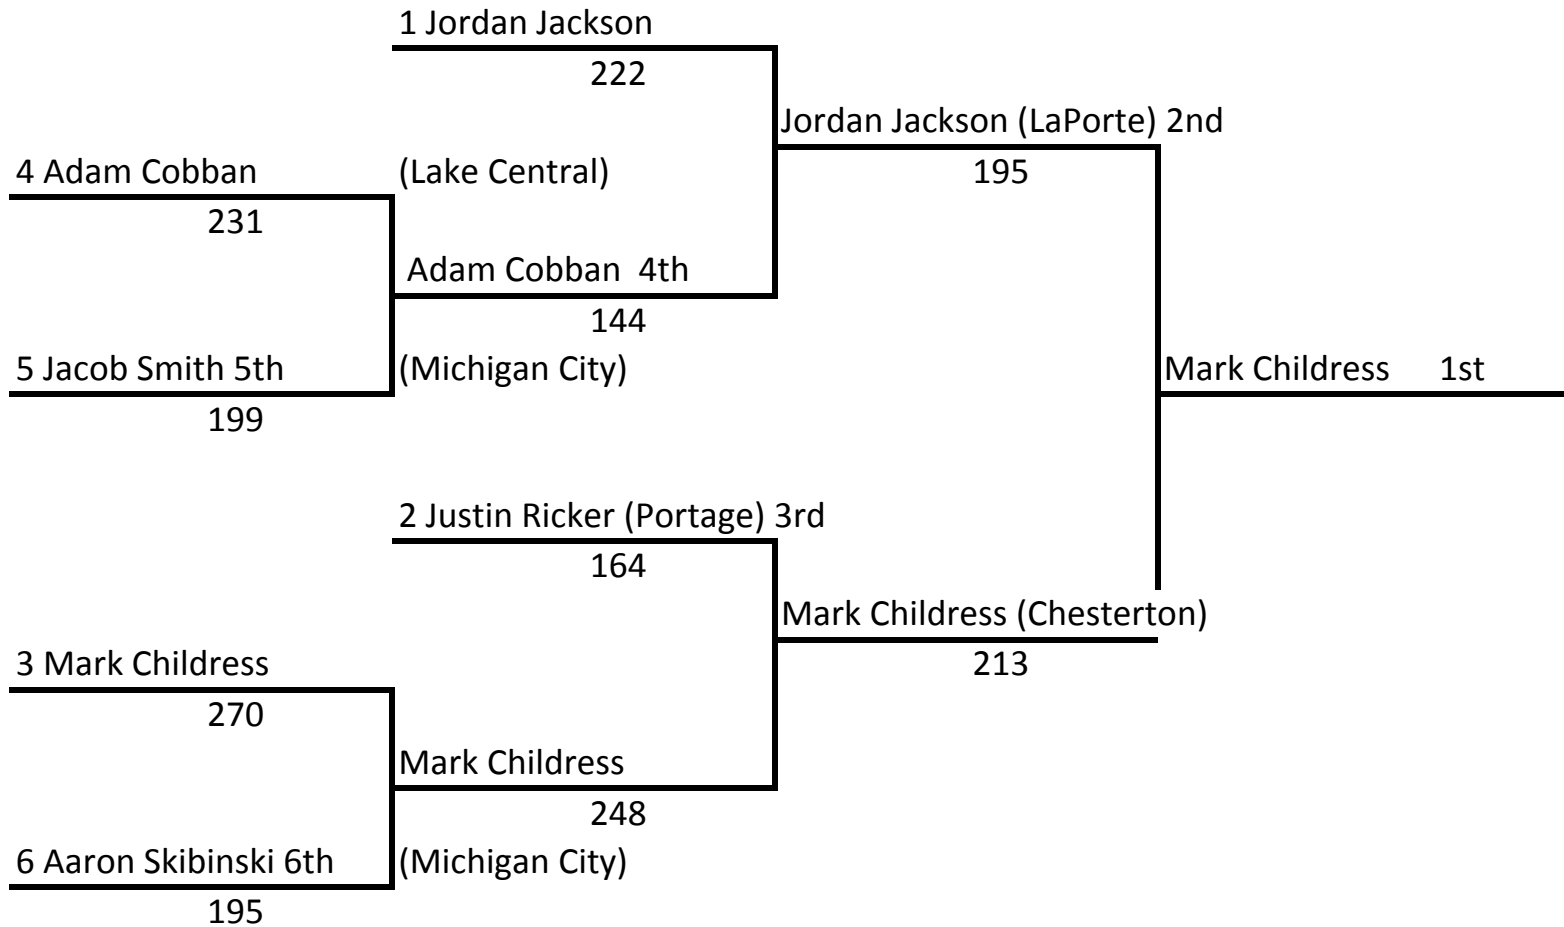 1 Jordan Jackson
222
Jordan Jackson (LaPorte) 2nd
4 Adam Cobban (Lake Central) 195
231
Adam Cobban  4th
144
5 Jacob Smith 5th (Michigan City) Mark Childress 1st
199
2 Justin Ricker (Portage) 3rd
164
Mark Childress (Chesterton)
3 Mark Childress 213
270
Mark Childress
248
6 Aaron Skibinski 6th (Michigan City)
195